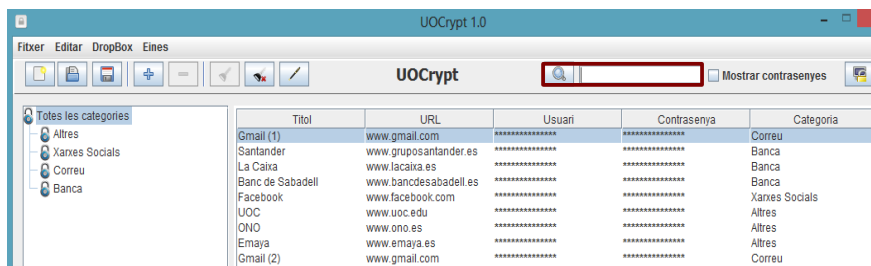 UOCrypt 1.0
Fitxer Editar DropBox Eines
UOCrypt Mostrar contrasenyes
Totes les categories
Altres
Xarxes Socials
Correu
Banca
Titol URL Usuari Contrasenya Categoria
Gmail (1) www.gmail.com *************** *************** Correu
Santander www.gruposantander.es *************** *************** Banca
La Caixa www.lacaixa.es *************** *************** Banca
Banc de Sabadell www.bancdesabadell.es *************** *************** Banca
Facebook www.facebook.com *************** *************** Xarxes Socials
UOC www.uoc.edu *************** *************** Altres
ONO www.ono.es *************** *************** Altres
Emaya www.emaya.es *************** *************** Altres
Gmail (2) www.gmail.com *************** *************** Correu